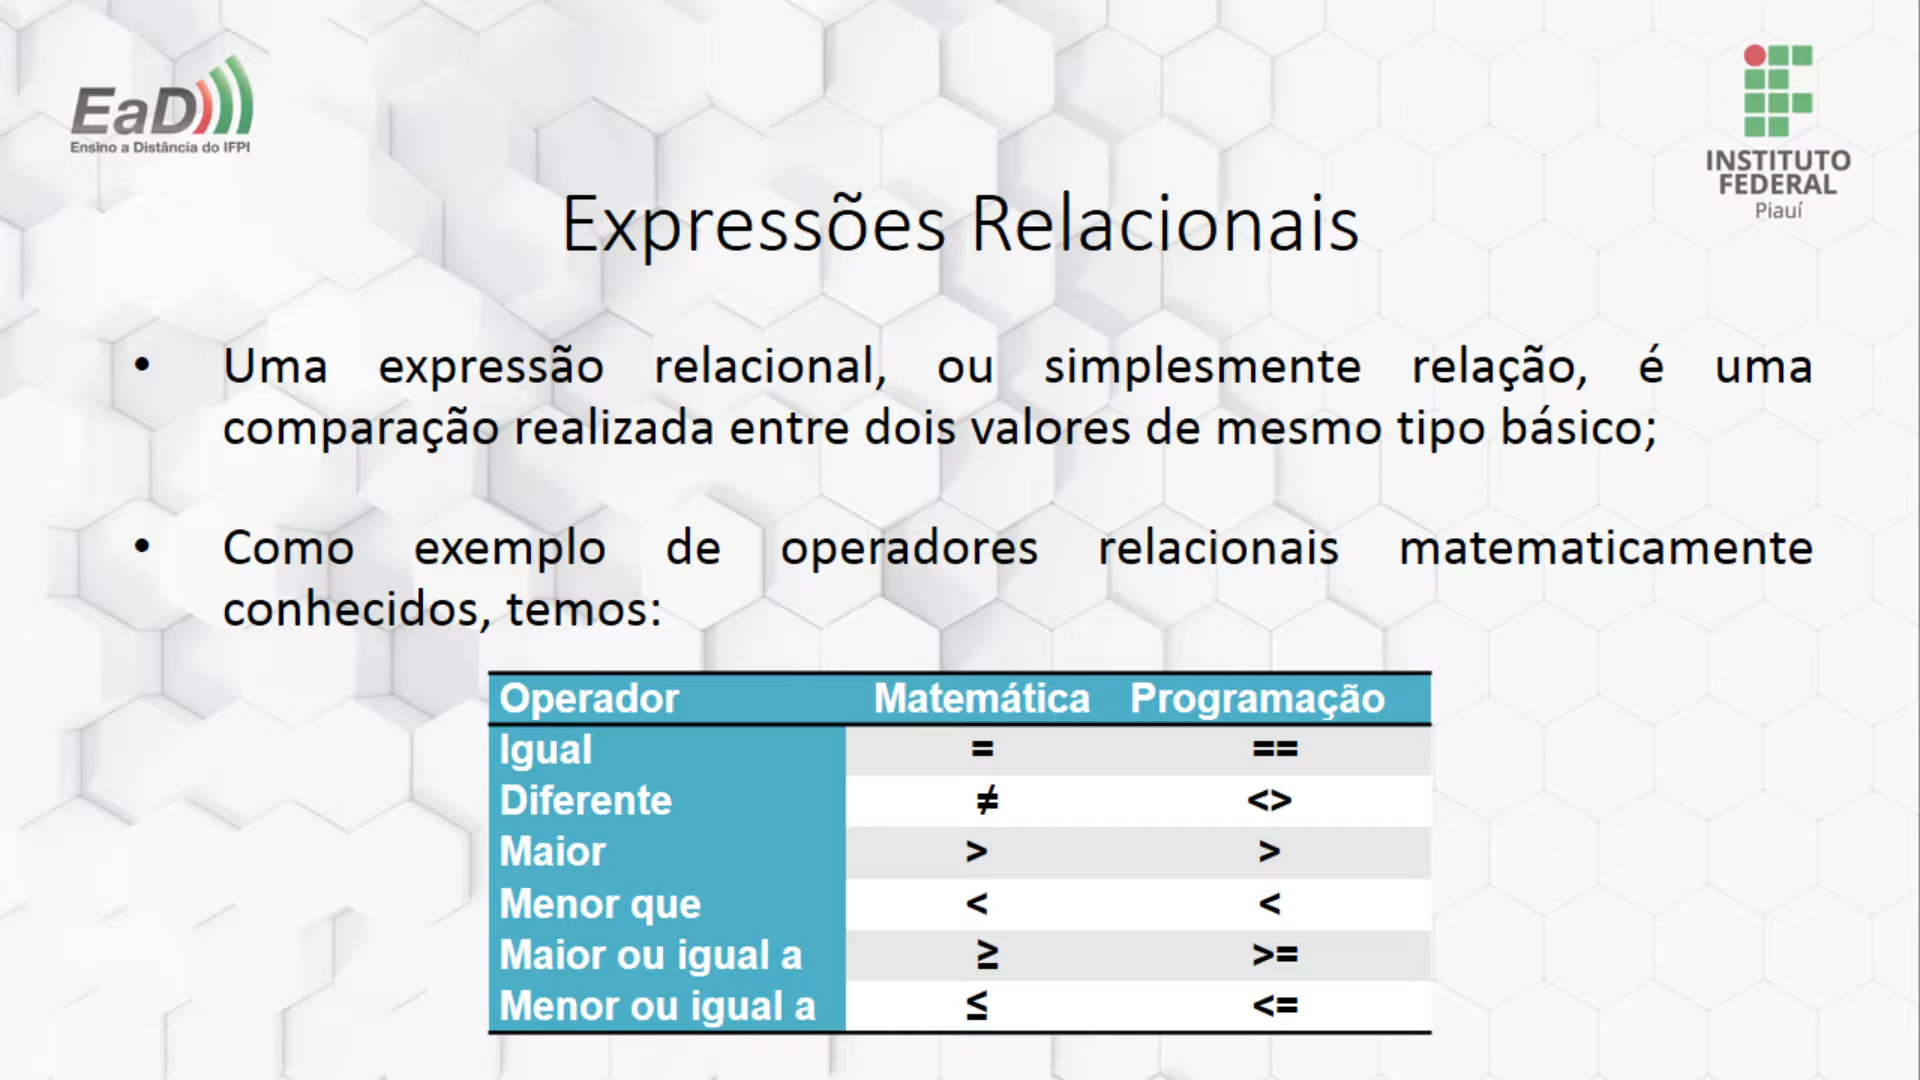 EaD
Ensino a Distância do IFPI
INSTITUTO
FEDERAL
Piauí
Expressões Relacionais
• Uma expressão relacional, ou simplesmente relação, é uma
comparação realizada entre dois valores de mesmo tipo básico;
• Como exemplo de operadores relacionais matematicamente
conhecidos, temos:
Operador Matemática Programação
Igual = ==
Diferente ≠ <>
Maior > >
Menor que < <
Maior ou igual a ≥ >=
Menor ou igual a ≤ <=